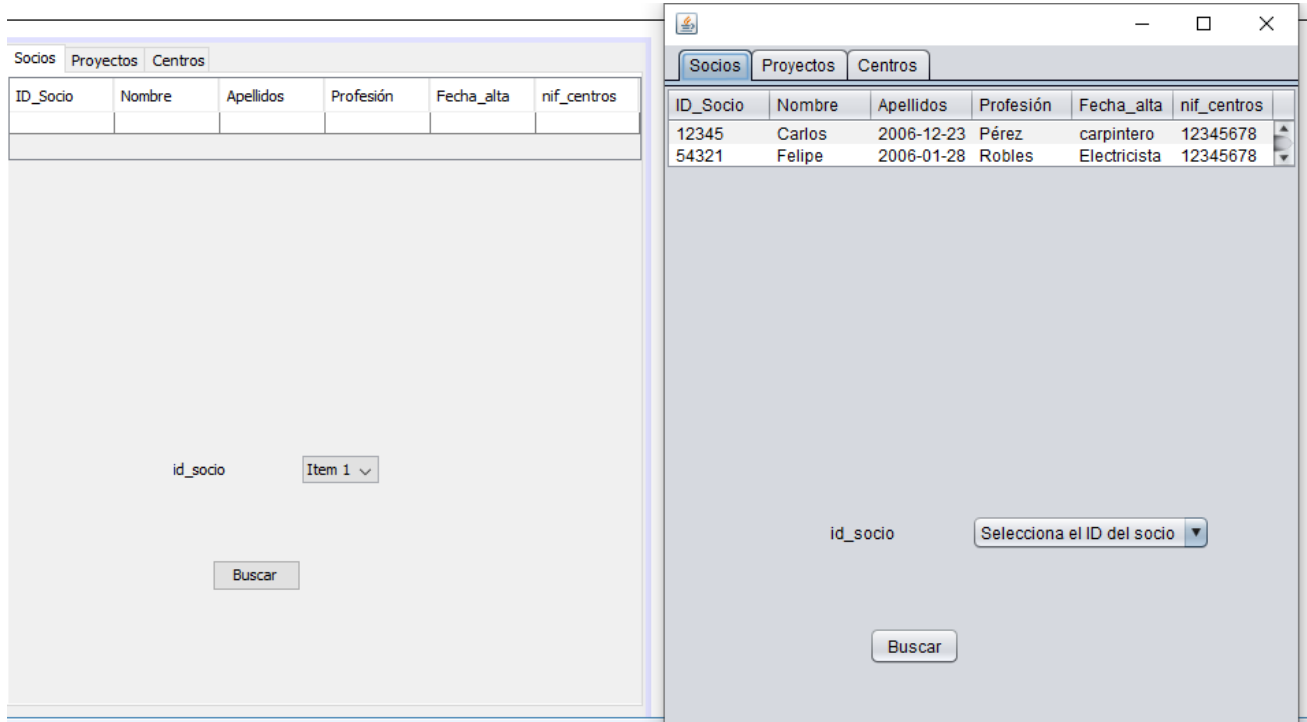 Socios Proyectos Centros
ID_Socio Nombre Apellidos Profesión Fecha_alta nif_centros
id_socio Item 1
Buscar
Socios Proyectos Centros
ID_Socio Nombre Apellidos Profesión Fecha_alta nif_centros
12345 Carlos 2006-12-23 Pérez carpintero 12345678
54321 Felipe 2006-01-28 Robles Electricista 12345678
id_socio Selecciona el ID del socio
Buscar